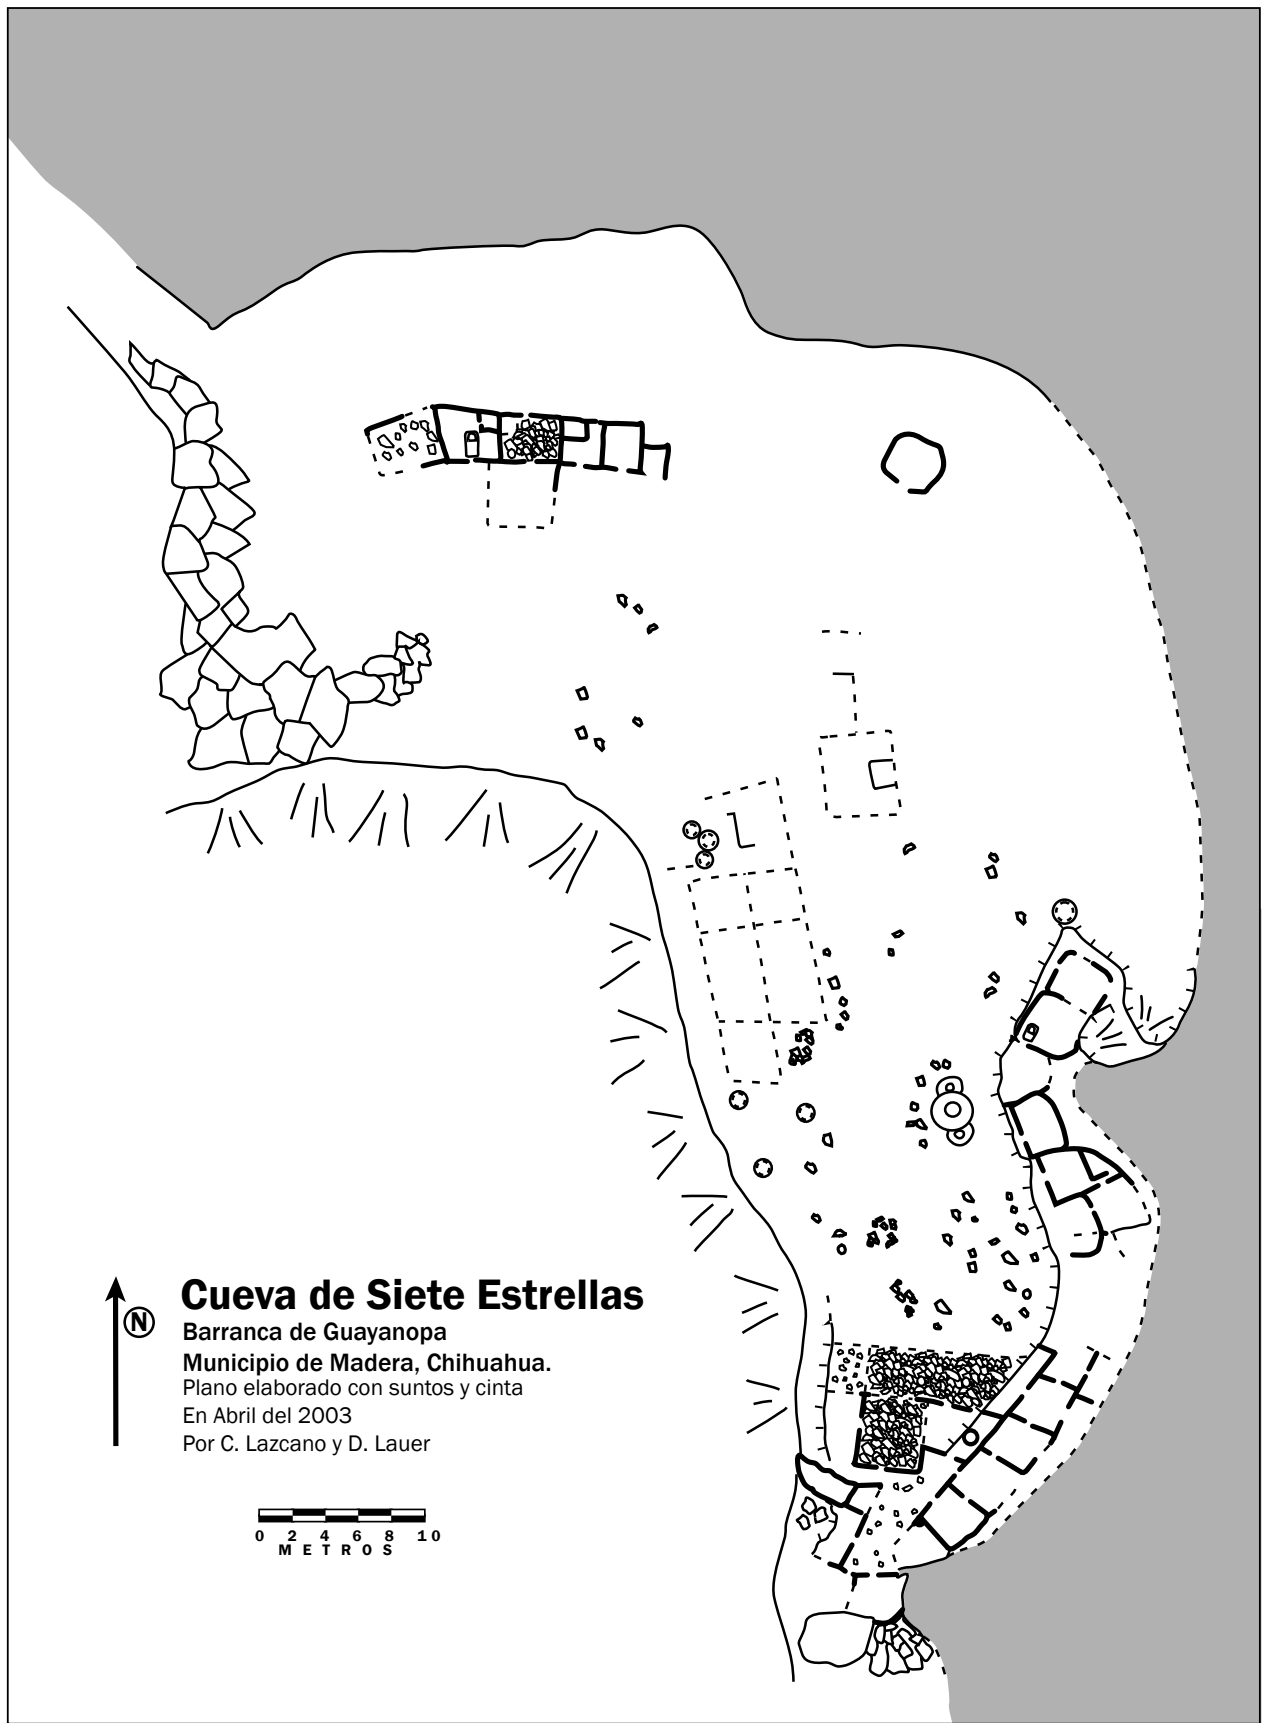 N
Cueva de Siete Estrellas
Barranca de Guayanopa
Municipio de Madera, Chihuahua.
Plano elaborado con suntos y cinta
En Abril del 2003
Por C. Lazcano y D. Lauer
0 2 4 6 8 10
METROS